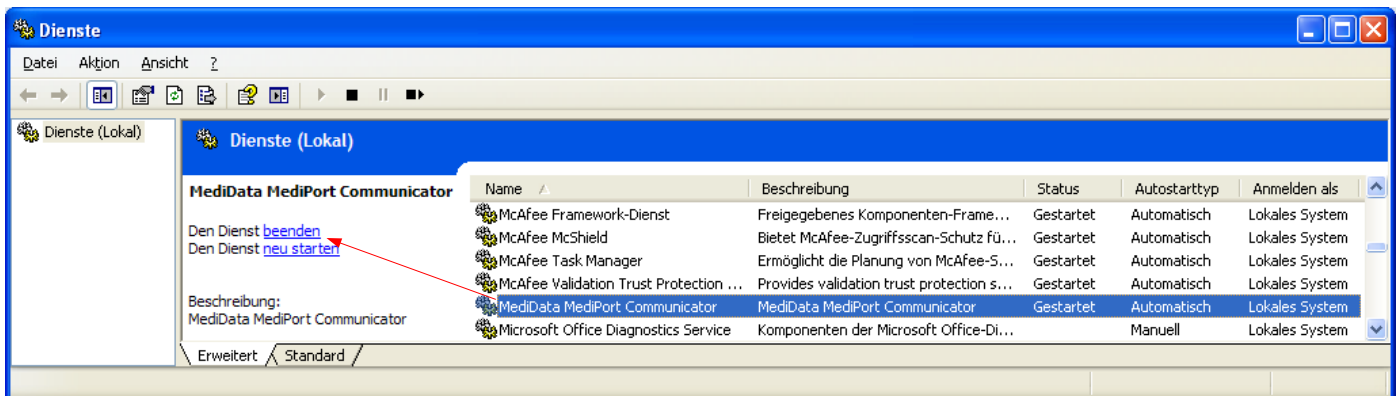 Dienste
Datei Aktion Ansicht ?
Dienste (Lokal)
Dienste (Lokal)
MediData MediPort Communicator
Den Dienst beenden
Den Dienst neu starten
Beschreibung:
MediData MediPort Communicator
Name Beschreibung Status Autostarttyp Anmelden als
McAfee Framework-Dienst Freigegebenes Komponenten-Frame... Gestartet Automatisch Lokales System
McAfee McShield Bietet McAfee-Zugriffsscan-Schutz fü... Gestartet Automatisch Lokales System
McAfee Task Manager Ermöglicht die Planung von McAfee-S... Gestartet Automatisch Lokales System
McAfee Validation Trust Protection ... Provides validation trust protection s... Gestartet Automatisch Lokales System
MediData MediPort Communicator MediData MediPort Communicator Gestartet Automatisch Lokales System
Microsoft Office Diagnostics Service Komponenten der Microsoft Office-Di... Manuell Lokales System
Erweitert Standard